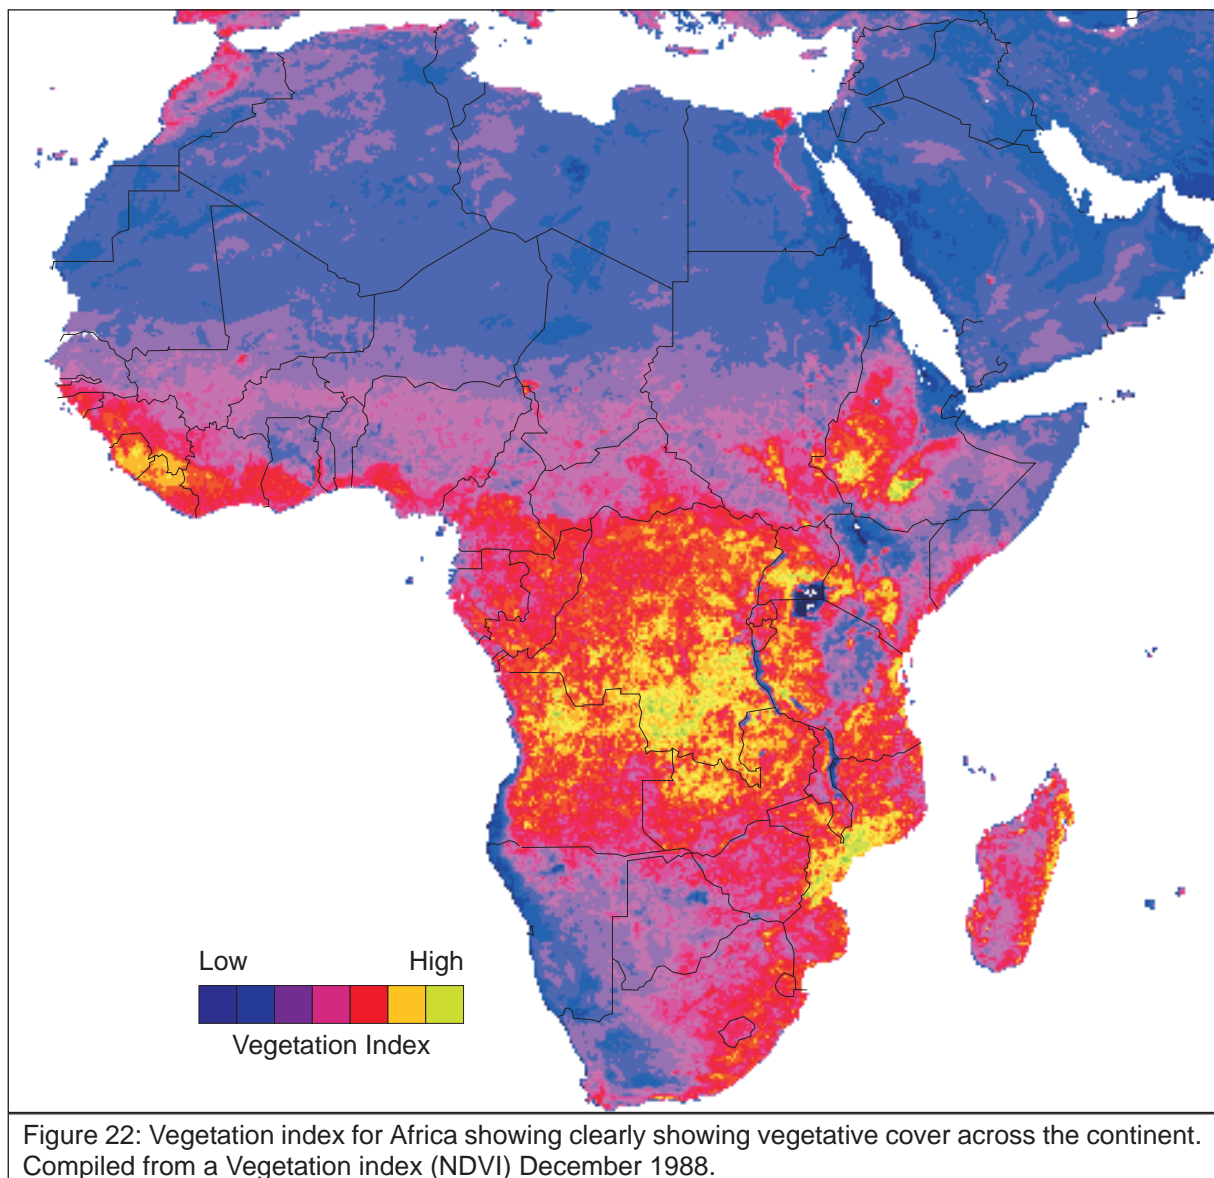 Low High
Vegetation Index
Figure 22: Vegetation index for Africa showing clearly showing vegetative cover across the continent.
Compiled from a Vegetation index (NDVI) December 1988.